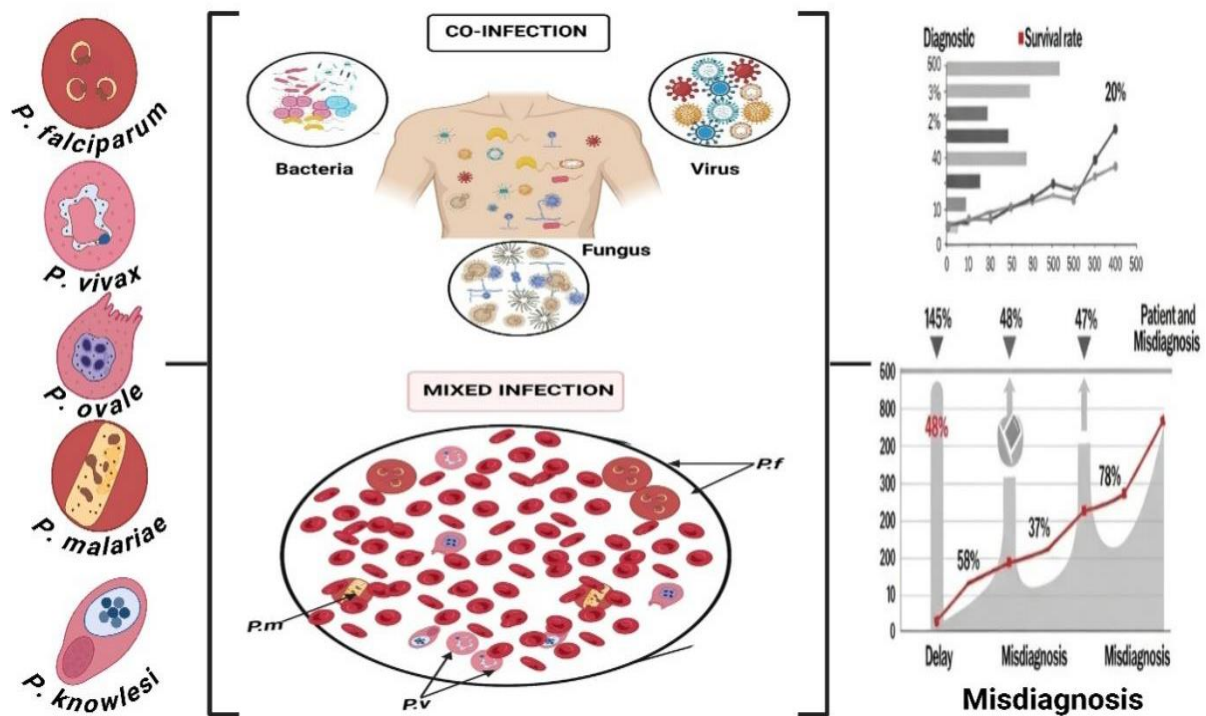 P. falciparum
P. vivax
P. ovale
P. malariae
P. knowlesi
CO-INFECTION
Bacteria
Virus
Fungus
MIXED INFECTION
P.f
P.m
P.v
Diagnostic
Survival rate
500
3%
2%
40
10
0
20%
0 10 30 50 80 500 500 300 400 500
145% 48% 47%
Patient and
Misdiagnosis
500
800
200
300
200
200
10
0
48%
58%
37%
78%
Delay Misdiagnosis Misdiagnosis
Misdiagnosis